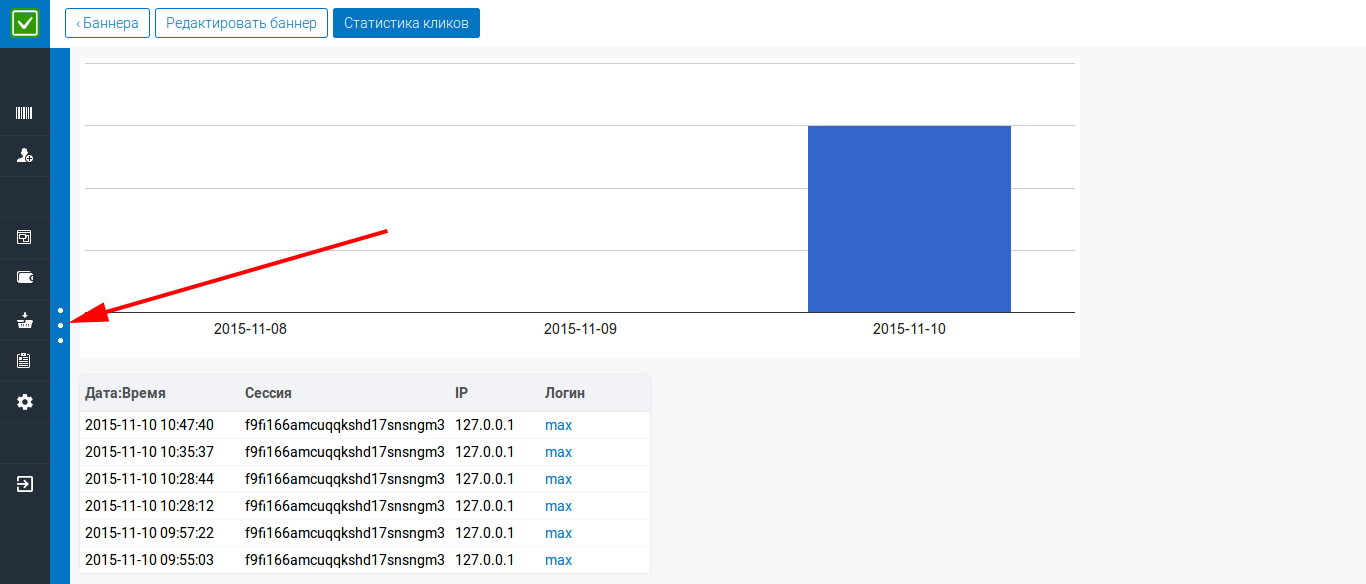 ‹ Баннера Редактировать баннер Статистика кликов
2015-11-08 2015-11-09 2015-11-10
Дата:Время Сессия IP Логин
2015-11-10 10:47:40 f9fi166amcuqqkshd17snsngm3 127.0.0.1 max
2015-11-10 10:35:37 f9fi166amcuqqkshd17snsngm3 127.0.0.1 max
2015-11-10 10:28:44 f9fi166amcuqqkshd17snsngm3 127.0.0.1 max
2015-11-10 10:28:12 f9fi166amcuqqkshd17snsngm3 127.0.0.1 max
2015-11-10 09:57:22 f9fi166amcuqqkshd17snsngm3 127.0.0.1 max
2015-11-10 09:55:03 f9fi166amcuqqkshd17snsngm3 127.0.0.1 max